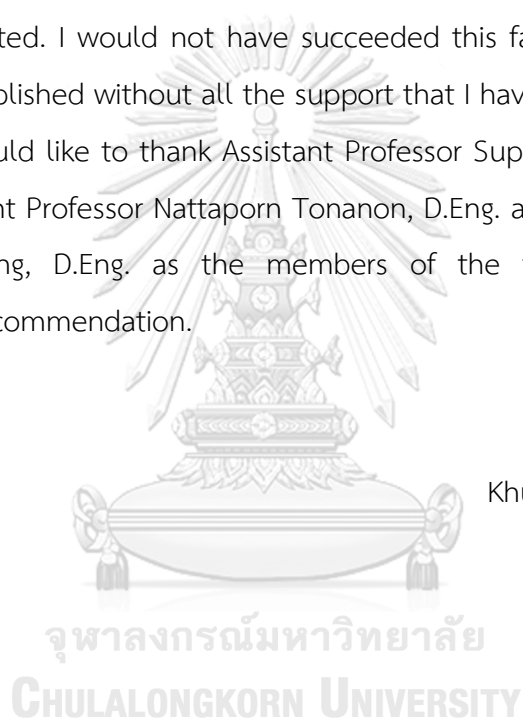 ted. I would not have succeeded this fa
olished without all the support that I hav
uld like to thank Assistant Professor Sup
nt Professor Nattaporn Tonanon, D.Eng. a
ng, D.Eng. as the members of the
commendation.
Khu
จุฬาลงกรณ์มหาวิทยาลัย
CHULALONGKORN UNIVERSITY